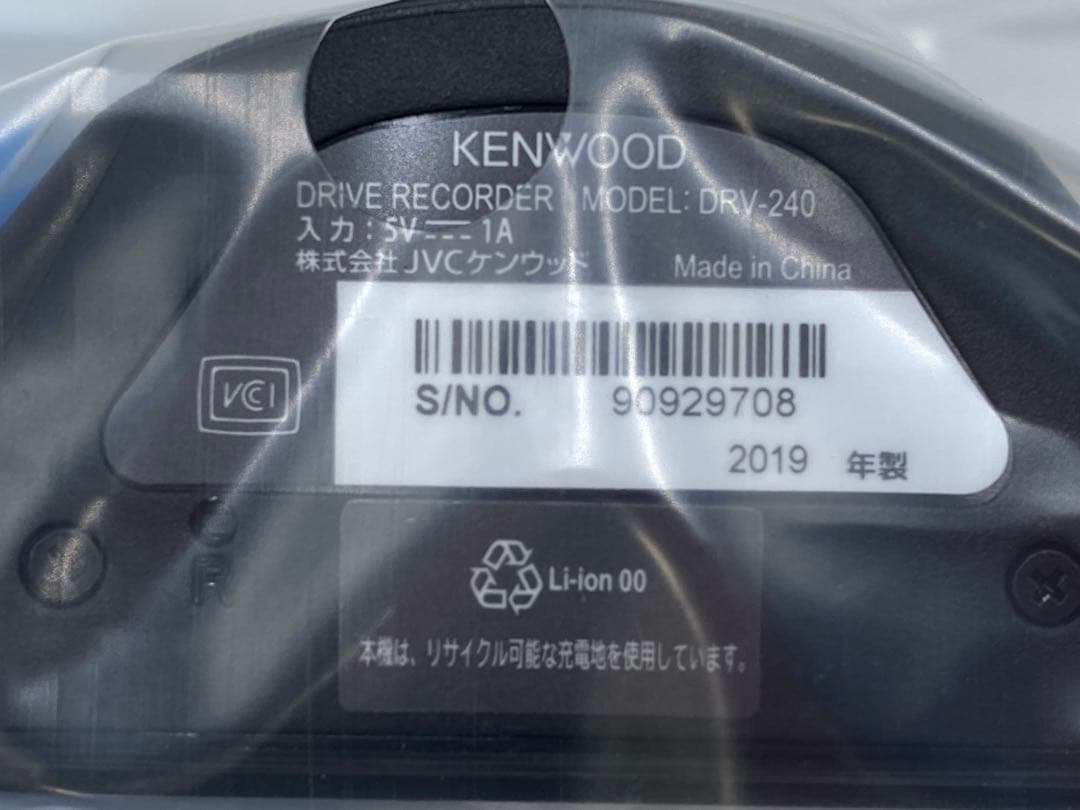 KENWOOD
DRIVE RECORDER MODEL: DRV-240
入力：5V⎓1A
株式会社JVCケンウッド Made in China
VCCI
S/NO. 90929708
2019 年製
R
Li-ion 00
本機は、リサイクル可能な充電地を使用しています。